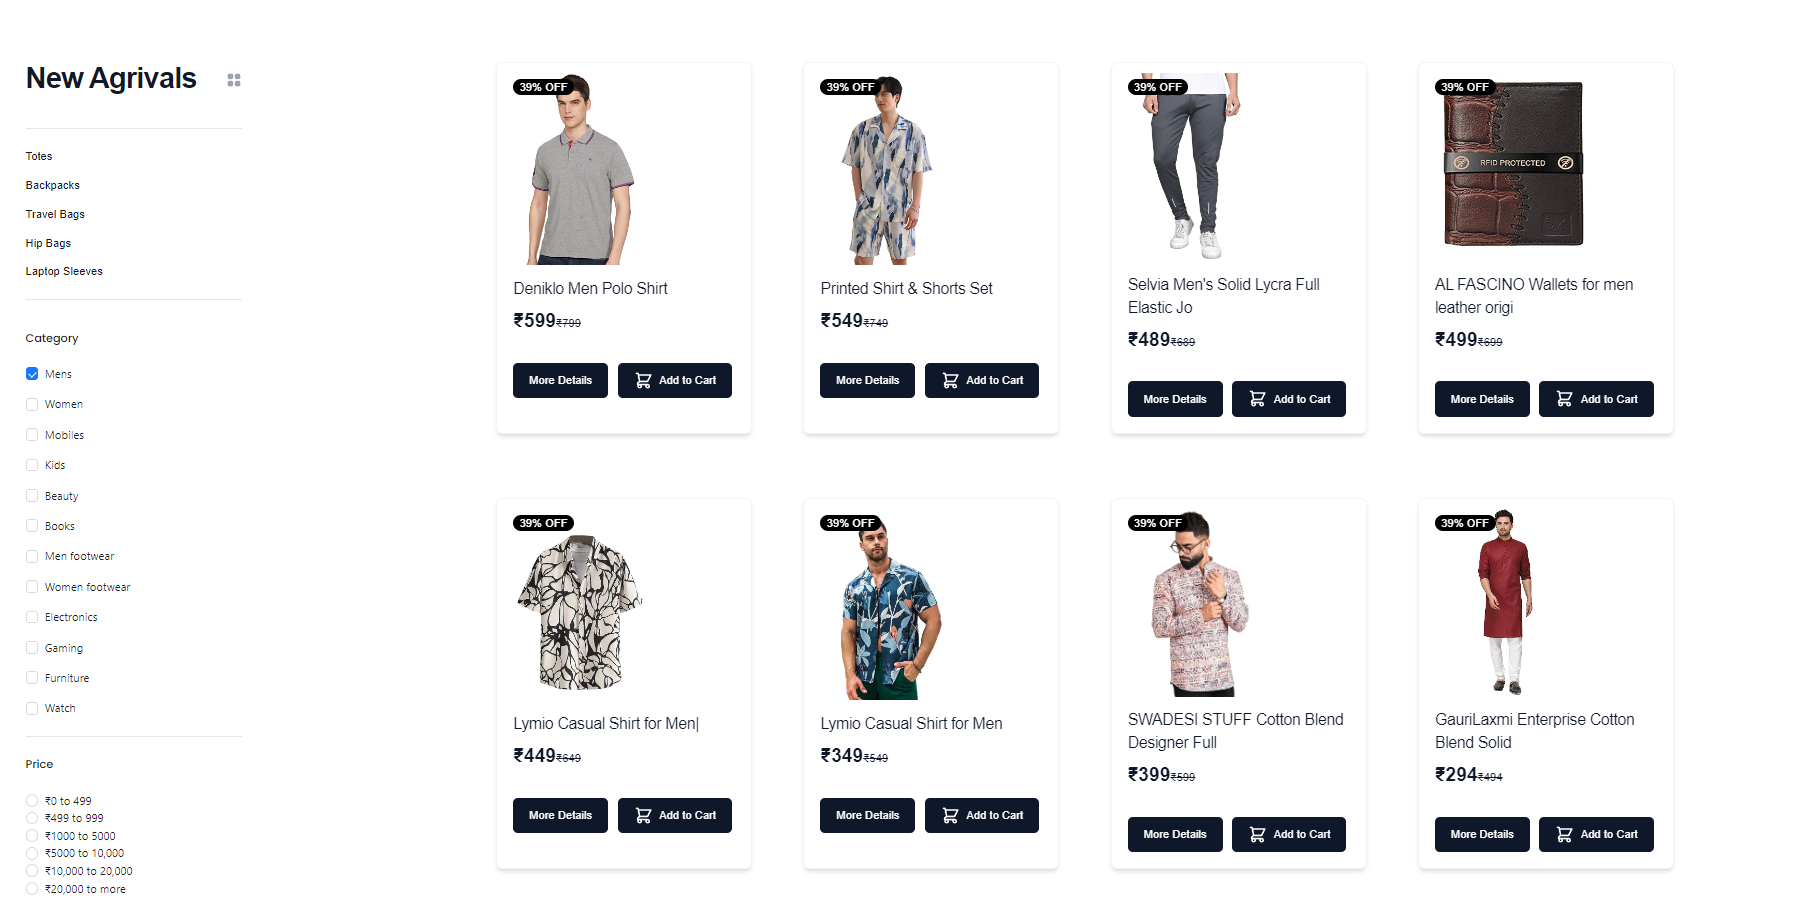 New Agrivals
Totes
Backpacks
Travel Bags
Hip Bags
Laptop Sleeves
Category
Mens
Women
Mobiles
Kids
Beauty
Books
Men footwear
Women footwear
Electronics
Gaming
Furniture
Watch
Price
₹0 to 499
₹499 to 999
₹1000 to 5000
₹5000 to 10,000
₹10,000 to 20,000
₹20,000 to more
39% OFF
Deniklo Men Polo Shirt
₹599₹799
More Details
Add to Cart
39% OFF
Printed Shirt & Shorts Set
₹549₹749
More Details
Add to Cart
39% OFF
Selvia Men's Solid Lycra Full
Elastic Jo
₹489₹689
More Details
Add to Cart
39% OFF
RFID PROTECTED
AL FASCINO Wallets for men
leather origi
₹499₹699
More Details
Add to Cart
39% OFF
Lymio Casual Shirt for Men|
₹449₹649
More Details
Add to Cart
39% OFF
Lymio Casual Shirt for Men
₹349₹549
More Details
Add to Cart
39% OFF
SWADESI STUFF Cotton Blend
Designer Full
₹399₹599
More Details
Add to Cart
39% OFF
GauriLaxmi Enterprise Cotton
Blend Solid
₹294₹494
More Details
Add to Cart